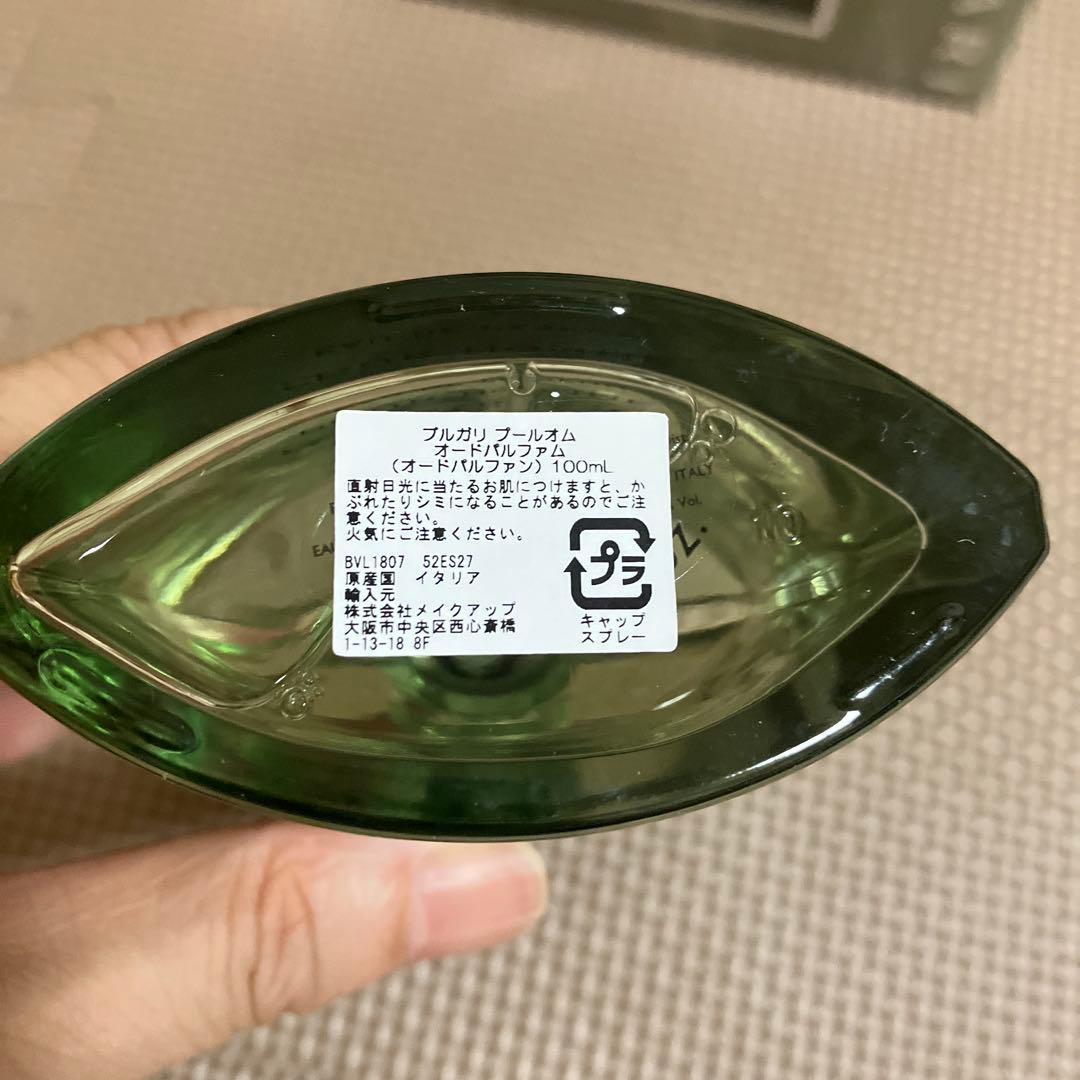 ブルガリ プールオム
オードパルファム
（オードパルファン）100mL
直射日光に当たるお肌につけますと、か
ぶれたりシミになることがあるのでご注
意ください。
火気にご注意ください。
BVL1807 52ES27
原産国 イタリア
輸入元
株式会社メイクアップ
大阪市中央区西心斎橋
1-13-18 8F
プラ
キャップ
スプレー
ITALY
Vol.